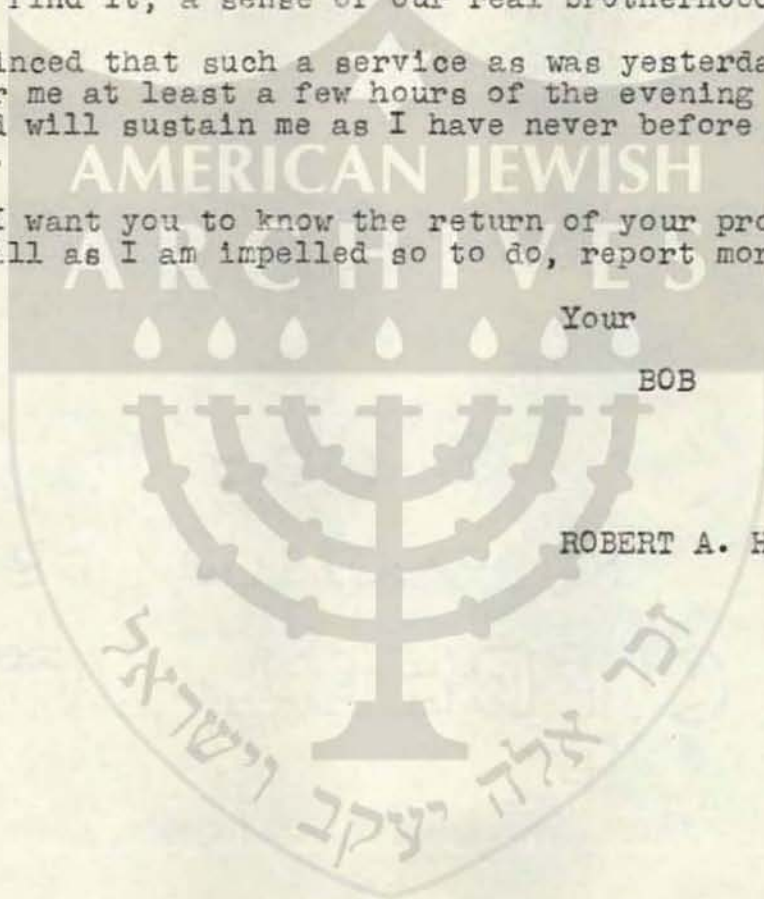 find it, a sense of our real brotherhood
inced that such a service as was yesterda
r me at least a few hours of the evening
d will sustain me as I have never before
AMERICAN JEWISH
I want you to know the return of your pro
ill as I am impelled so to do, report mor
ARCHIVES
Your
BOB
ROBERT A. H
זכר אלה יעקב וישראל